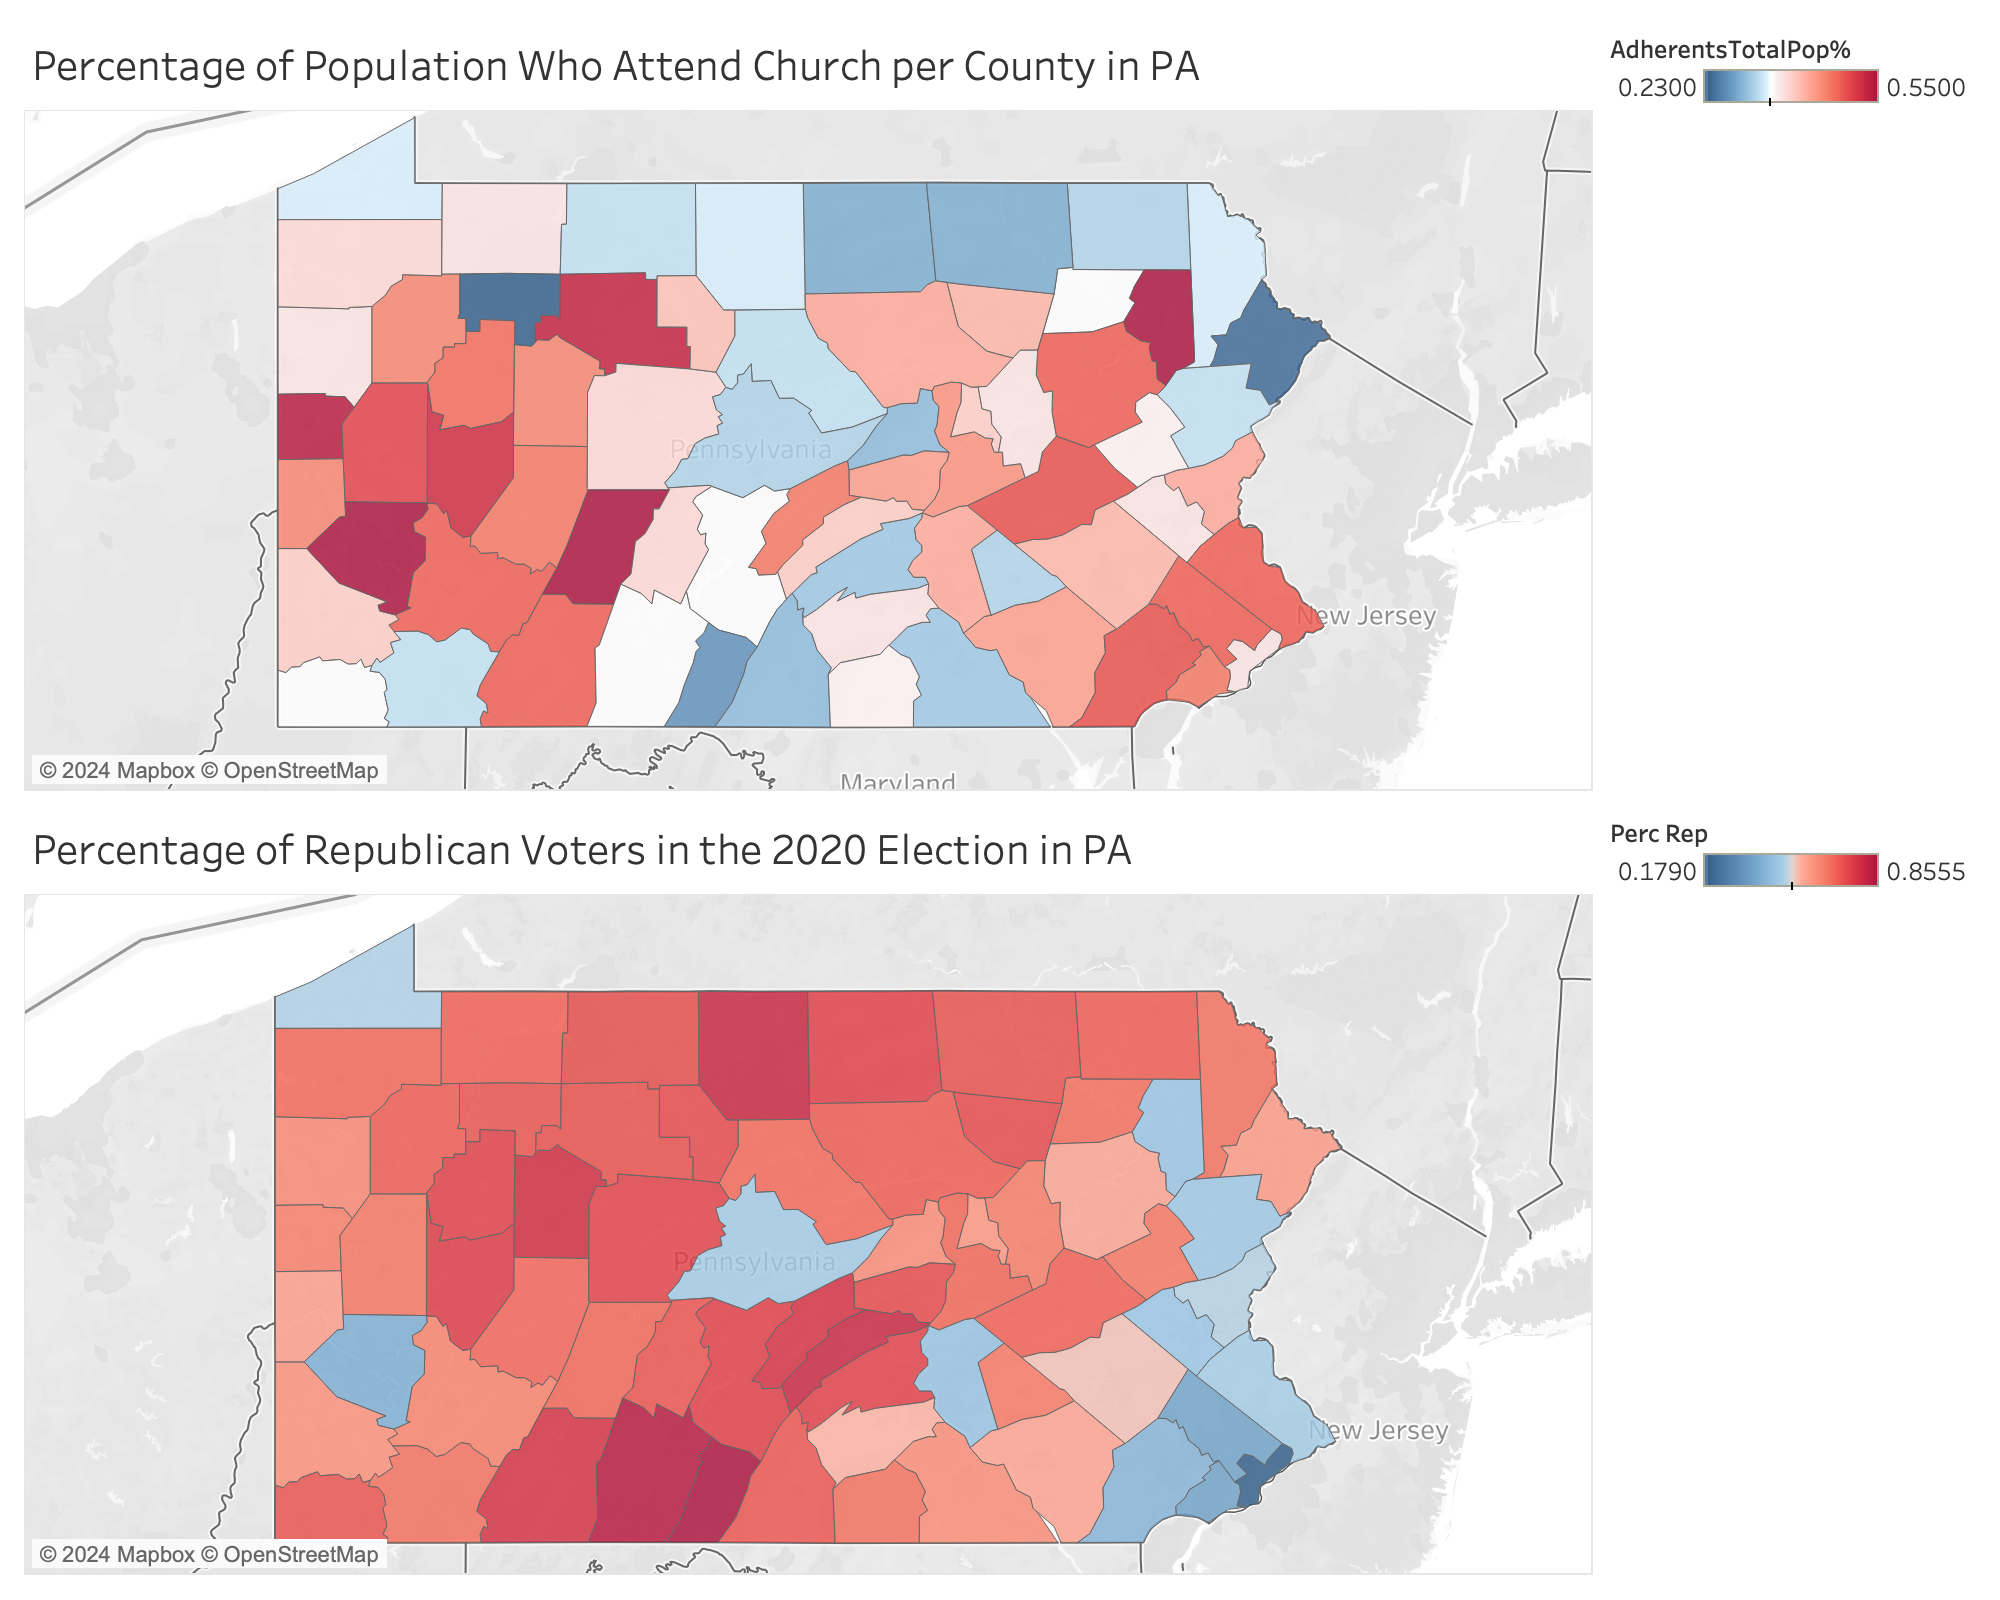 Percentage of Population Who Attend Church per County in PA
AdherentsTotalPop%
0.2300 0.5500
Pennsylvania
New Jersey
Maryland
© 2024 Mapbox © OpenStreetMap
Percentage of Republican Voters in the 2020 Election in PA
Perc Rep
0.1790 0.8555
Pennsylvania
New Jersey
© 2024 Mapbox © OpenStreetMap